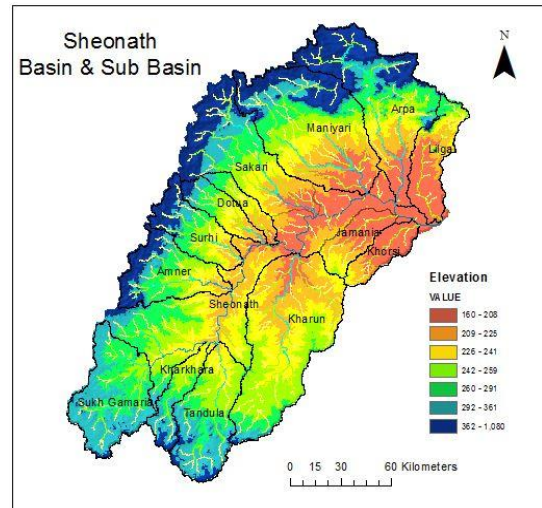 Sheonath
Basin & Sub Basin
N
Arpa
Maniyari
Lilga
Sakari
Dotua
Jamania
Surhi
Khorsi
Amner
Sheonath
Kharun
Kharkhara
Sukh Gamaria
Tandula
Elevation
VALUE
160 - 208
209 - 225
226 - 241
242 - 259
260 - 291
292 - 361
362 - 1,080
0 15 30 60 Kilometers